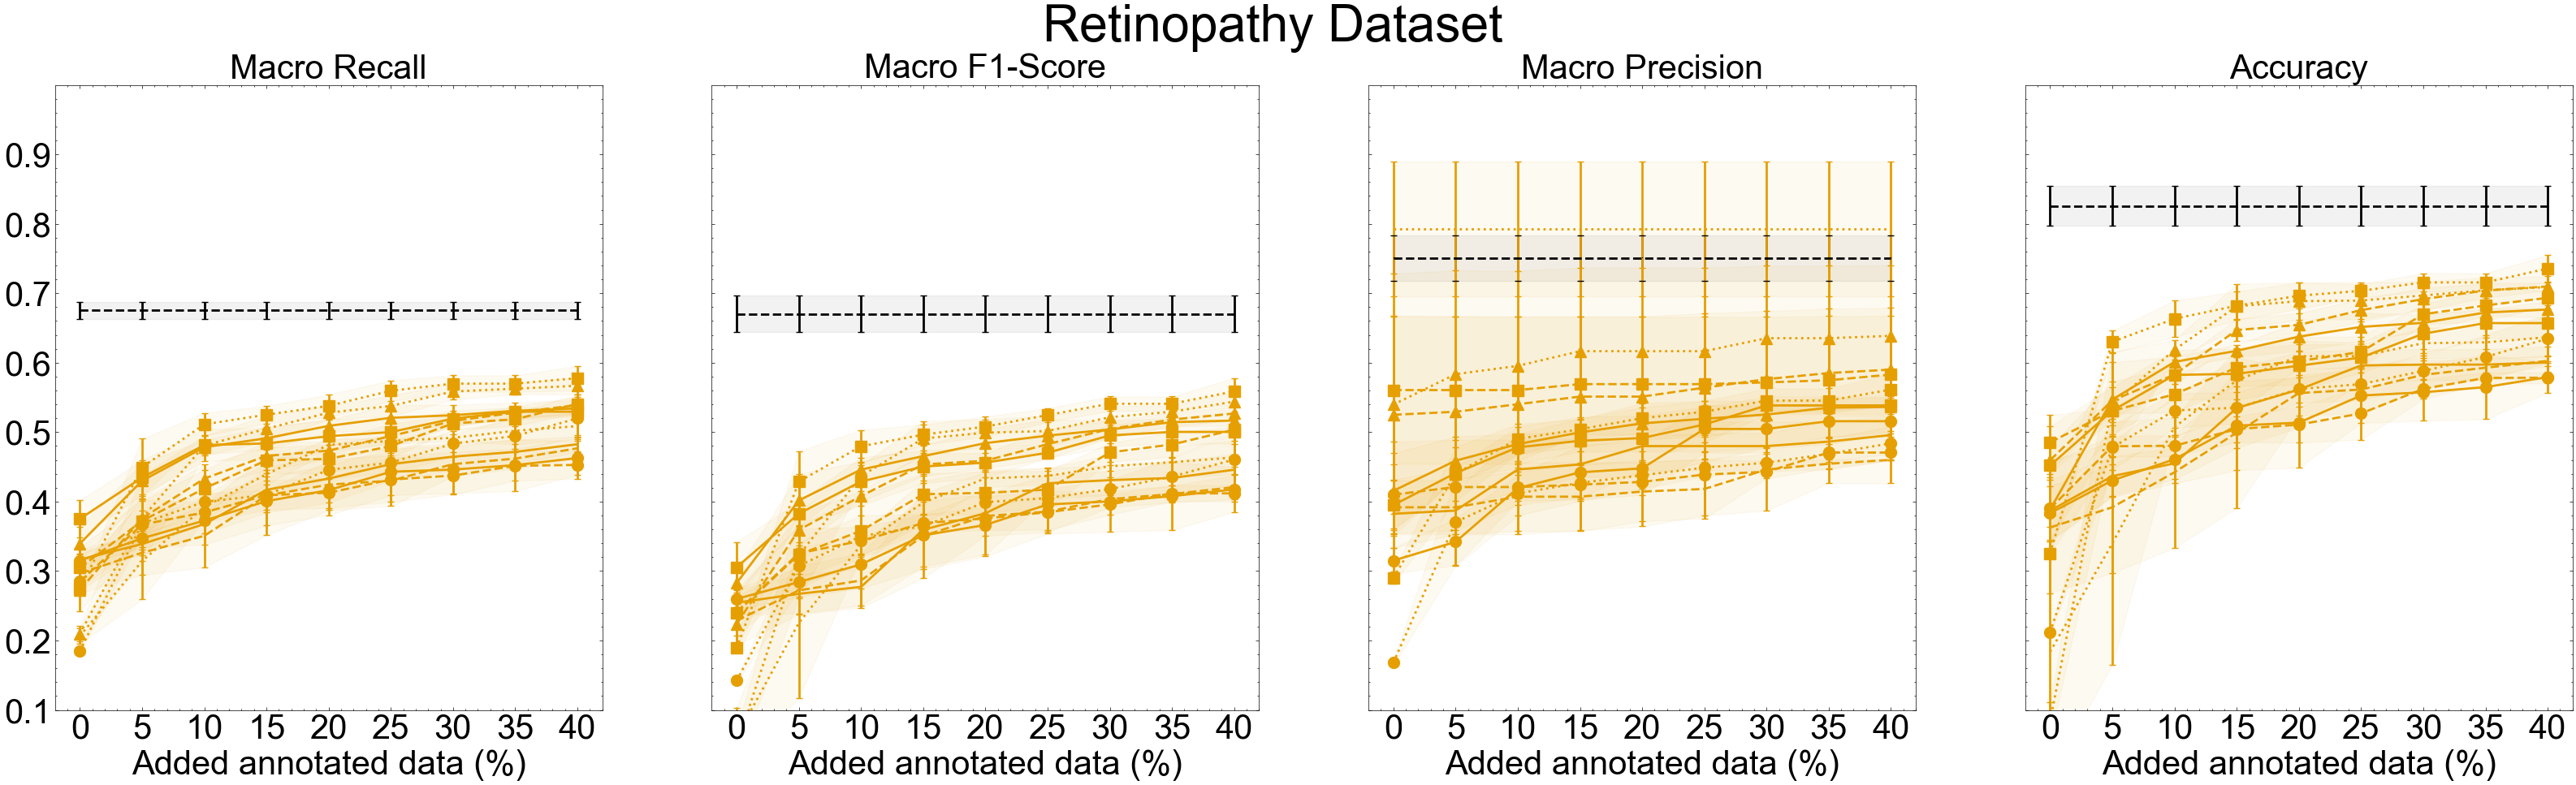 Retinopathy Dataset
Macro Recall
Macro F1-Score
Macro Precision
Accuracy
0.9
0.8
0.7
0.6
0.5
0.4
0.3
0.2
0.1
0 5 10 15 20 25 30 35 40
0 5 10 15 20 25 30 35 40
0 5 10 15 20 25 30 35 40
0 5 10 15 20 25 30 35 40
Added annotated data (%)
Added annotated data (%)
Added annotated data (%)
Added annotated data (%)